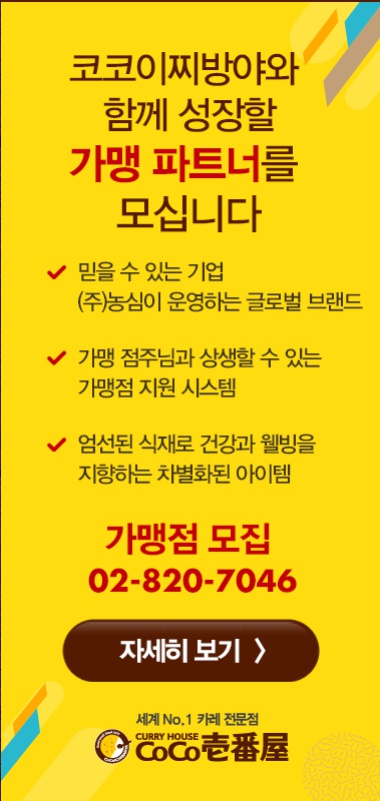 코코이찌방야와
함께 성장할
가맹 파트너를
모십니다
믿을 수 있는 기업
(주)농심이 운영하는 글로벌 브랜드
가맹 점주님과 상생할 수 있는
가맹점 지원 시스템
엄선된 식재로 건강과 웰빙을
지향하는 차별화된 아이템
가맹점 모집
02-820-7046
자세히 보기 〉
세계 No.1 카레 전문점
CURRY HOUSE
CoCo壱番屋